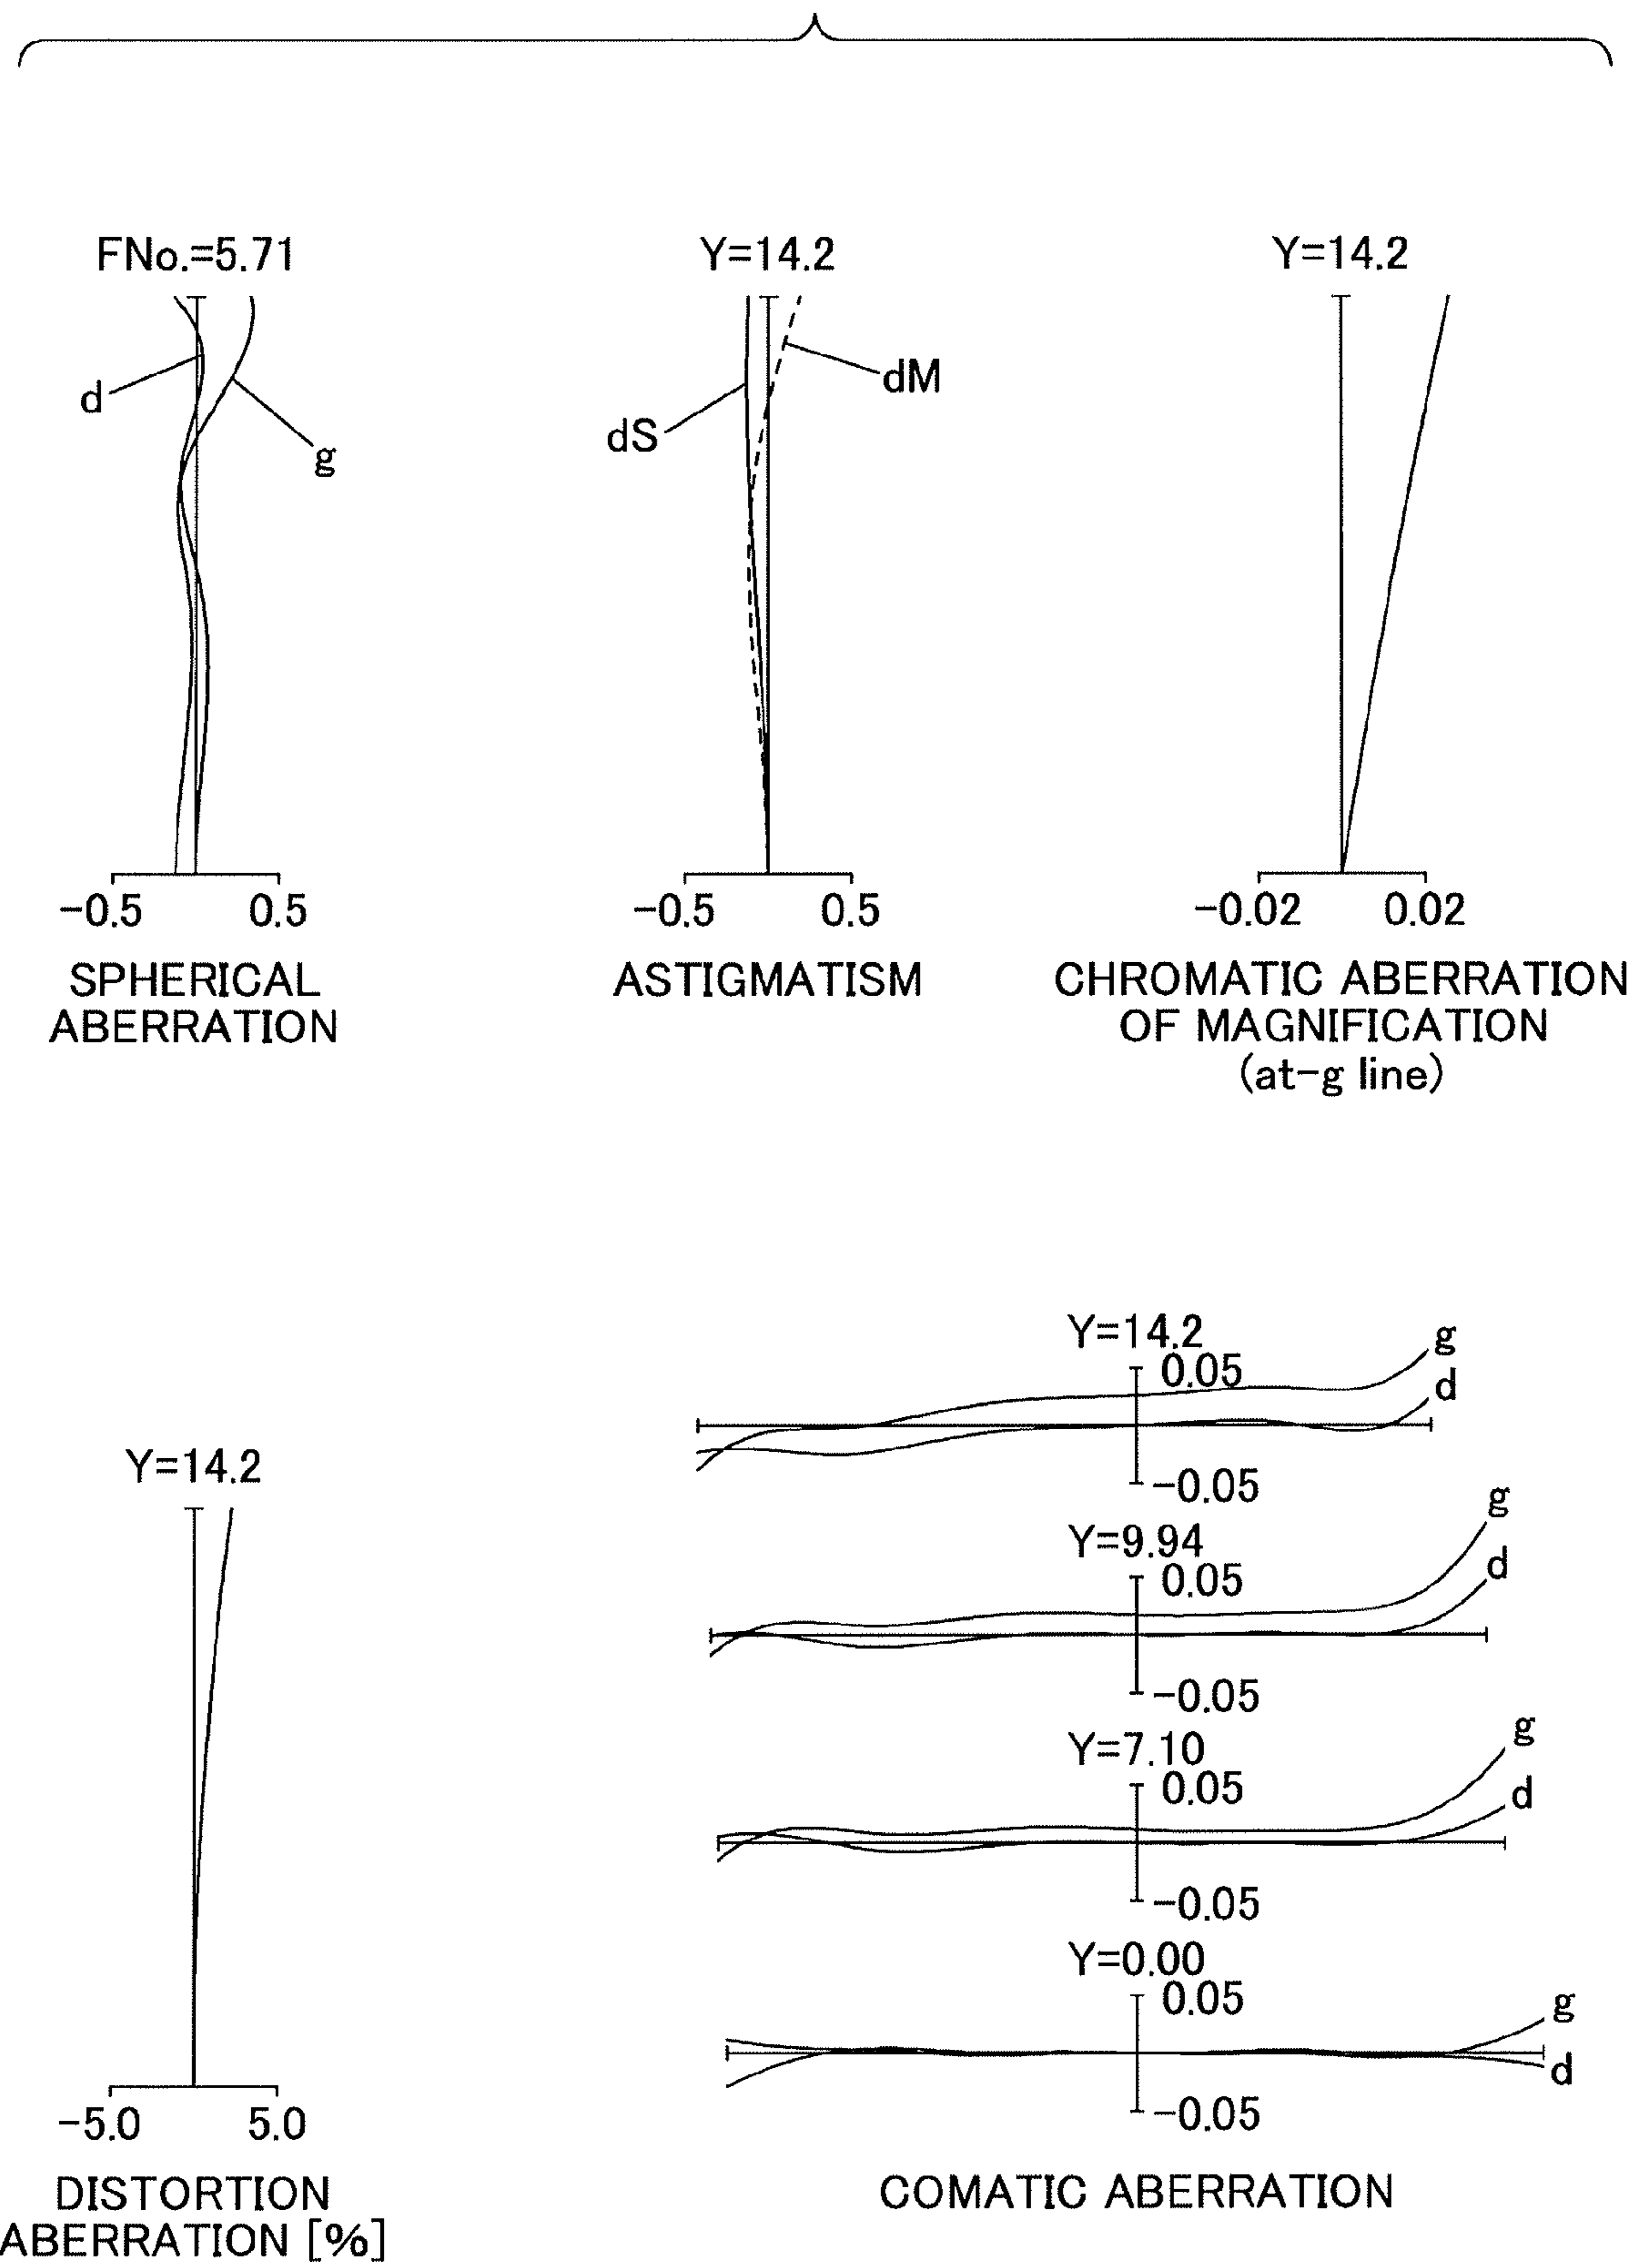 FNo.=5.71
d
g
-0.5
0.5
SPHERICAL
ABERRATION
Y=14.2
dM
dS
-0.5
0.5
ASTIGMATISM
Y=14.2
-0.02
0.02
CHROMATIC ABERRATION
OF MAGNIFICATION
(at-g line)
Y=14.2
-5.0
5.0
DISTORTION
ABERRATION [%]
Y=14.2
0.05
g
d
-0.05
Y=9.94
0.05
g
d
-0.05
Y=7.10
0.05
g
d
-0.05
Y=0.00
0.05
g
d
-0.05
COMATIC ABERRATION